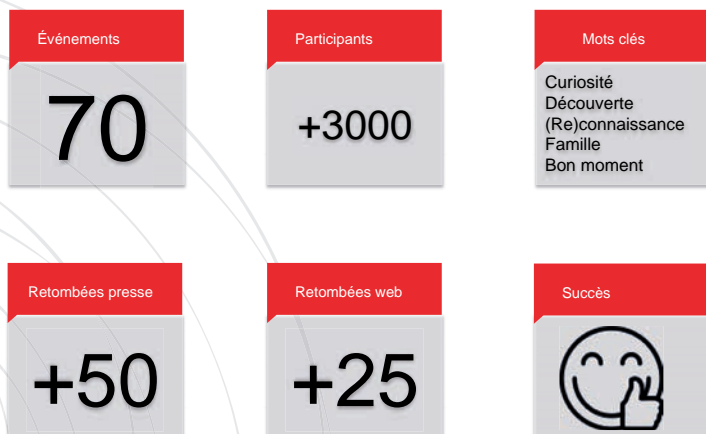 Événements
70
Participants
+3000
Mots clés
Curiosité
Découverte
(Re)connaissance
Famille
Bon moment
Retombées presse
+50
Retombées web
+25
Succès